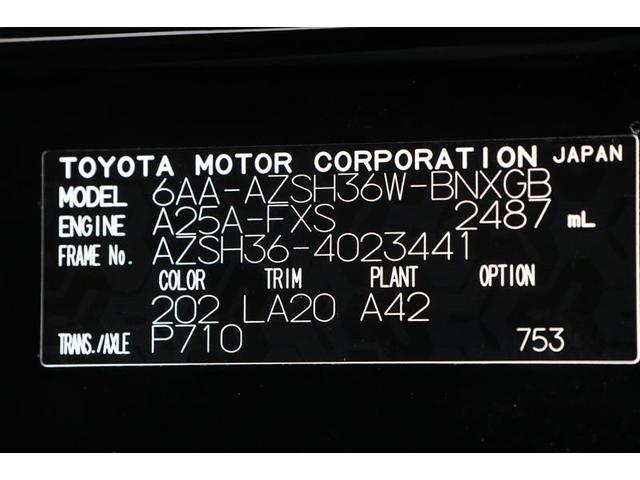 TOYOTA MOTOR CORPORATION JAPAN
MODEL 6AA-AZSH36W-BNXGB
ENGINE A25A-FXS 2487 mL
FRAME No. AZSH36-4023441
COLOR TRIM PLANT OPTION
202 LA20 A42
TRANS./AXLE P710 753